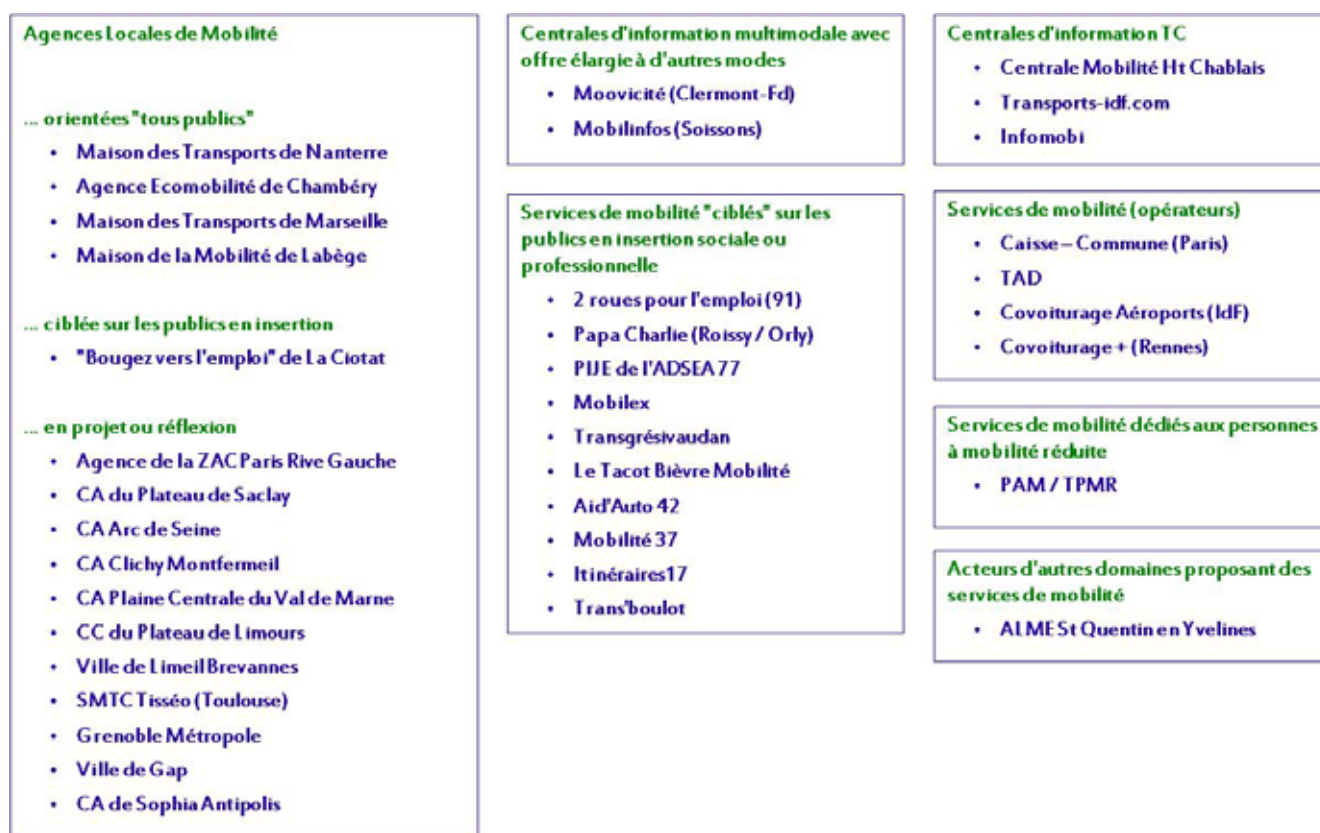 Agences Locales de Mobilité
... orientées "tous publics"
• Maison des Transports de Nanterre
• Agence Ecomobilité de Chambéry
• Maison des Transports de Marseille
• Maison de la Mobilité de Labège
... ciblée sur les publics en insertion
• "Bougez vers l'emploi" de La Ciotat
... en projet ou réflexion
• Agence de la ZAC Paris Rive Gauche
• CA du Plateau de Saclay
• CA Arc de Seine
• CA Clichy Montfermeil
• CA Plaine Centrale du Val de Marne
• CC du Plateau de Limours
• Ville de Limeil Brevannes
• SMTC Tisséo (Toulouse)
• Grenoble Métropole
• Ville de Gap
• CA de Sophia Antipolis
Centrales d'information multimodale avec
offre élargie à d'autres modes
• Moovicité (Clermont-Fd)
• Mobilinfos (Soissons)
Services de mobilité "ciblés" sur les
publics en insertion sociale ou
professionnelle
• 2 roues pour l'emploi (91)
• Papa Charlie (Roissy / Orly)
• PIJE de l'ADSEA 77
• Mobilex
• Transgrésivaudan
• Le Tacot Bièvre Mobilité
• Aid'Auto 42
• Mobilité 37
• Itinéraires17
• Trans'boulot
Centrales d'information TC
• Centrale Mobilité Ht Chablais
• Transports-idf.com
• Infomobi
Services de mobilité (opérateurs)
• Caisse – Commune (Paris)
• TAD
• Covoiturage Aéroports (IdF)
• Covoiturage + (Rennes)
Services de mobilité dédiés aux personnes
à mobilité réduite
• PAM / TPMR
Acteurs d'autres domaines proposant des
services de mobilité
• ALME St Quentin en Yvelines